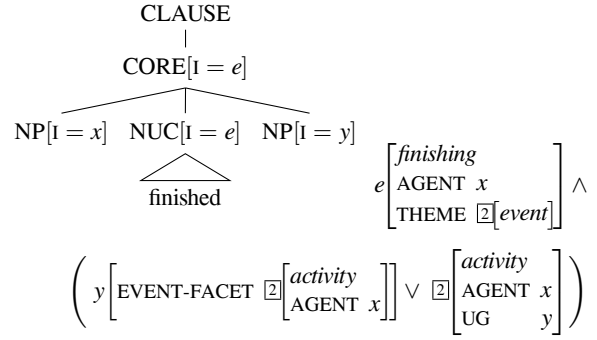 CLAUSE
CORE[I = e]
NP[I = x] NUC[I = e] NP[I = y]
finished
e[finishing
AGENT x
THEME 2[event]] ∧
( y[EVENT-FACET 2[activity
AGENT x]] ∨ 2[activity
AGENT x
UG y] )